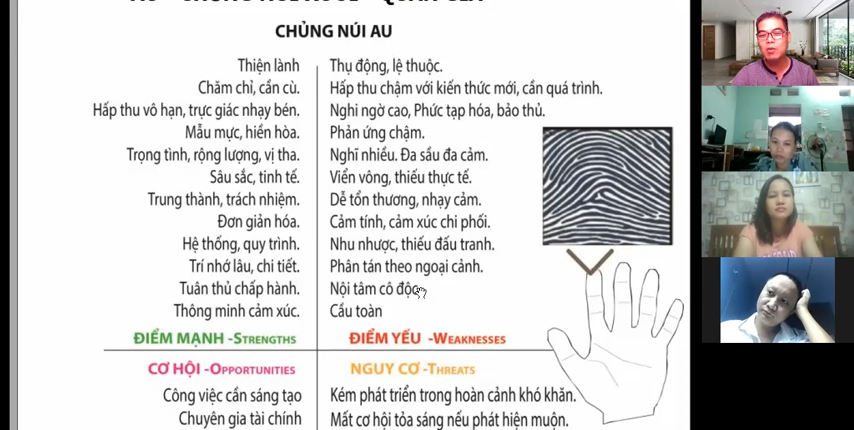 CHỦNG NÚI AU
Thiện lành
Thụ động, lệ thuộc.
Chăm chỉ, cần cù.
Hấp thu chậm với kiến thức mới, cần quá trình.
Hấp thu vô hạn, trực giác nhạy bén.
Nghi ngờ cao, Phức tạp hóa, bảo thủ.
Mẫu mực, hiền hòa.
Phản ứng chậm.
Trọng tình, rộng lượng, vị tha.
Nghĩ nhiều. Đa sầu đa cảm.
Sâu sắc, tinh tế.
Viển vông, thiếu thực tế.
Trung thành, trách nhiệm.
Dễ tổn thương, nhạy cảm.
Đơn giản hóa.
Cảm tính, cảm xúc chi phối.
Hệ thống, quy trình.
Nhu nhược, thiếu đấu tranh.
Trí nhớ lâu, chi tiết.
Phân tán theo ngoại cảnh.
Tuân thủ chấp hành.
Nội tâm cô độc
Thông minh cảm xúc.
Cầu toàn
ĐIỂM MẠNH -STRENGTHS
ĐIỂM YẾU -WEAKNESSES
CƠ HỘI -OPPORTUNITIES
NGUY CƠ -THREATS
Công việc cần sáng tạo
Kém phát triển trong hoàn cảnh khó khăn.
Chuyên gia tài chính
Mất cơ hội tỏa sáng nếu phát hiện muộn.